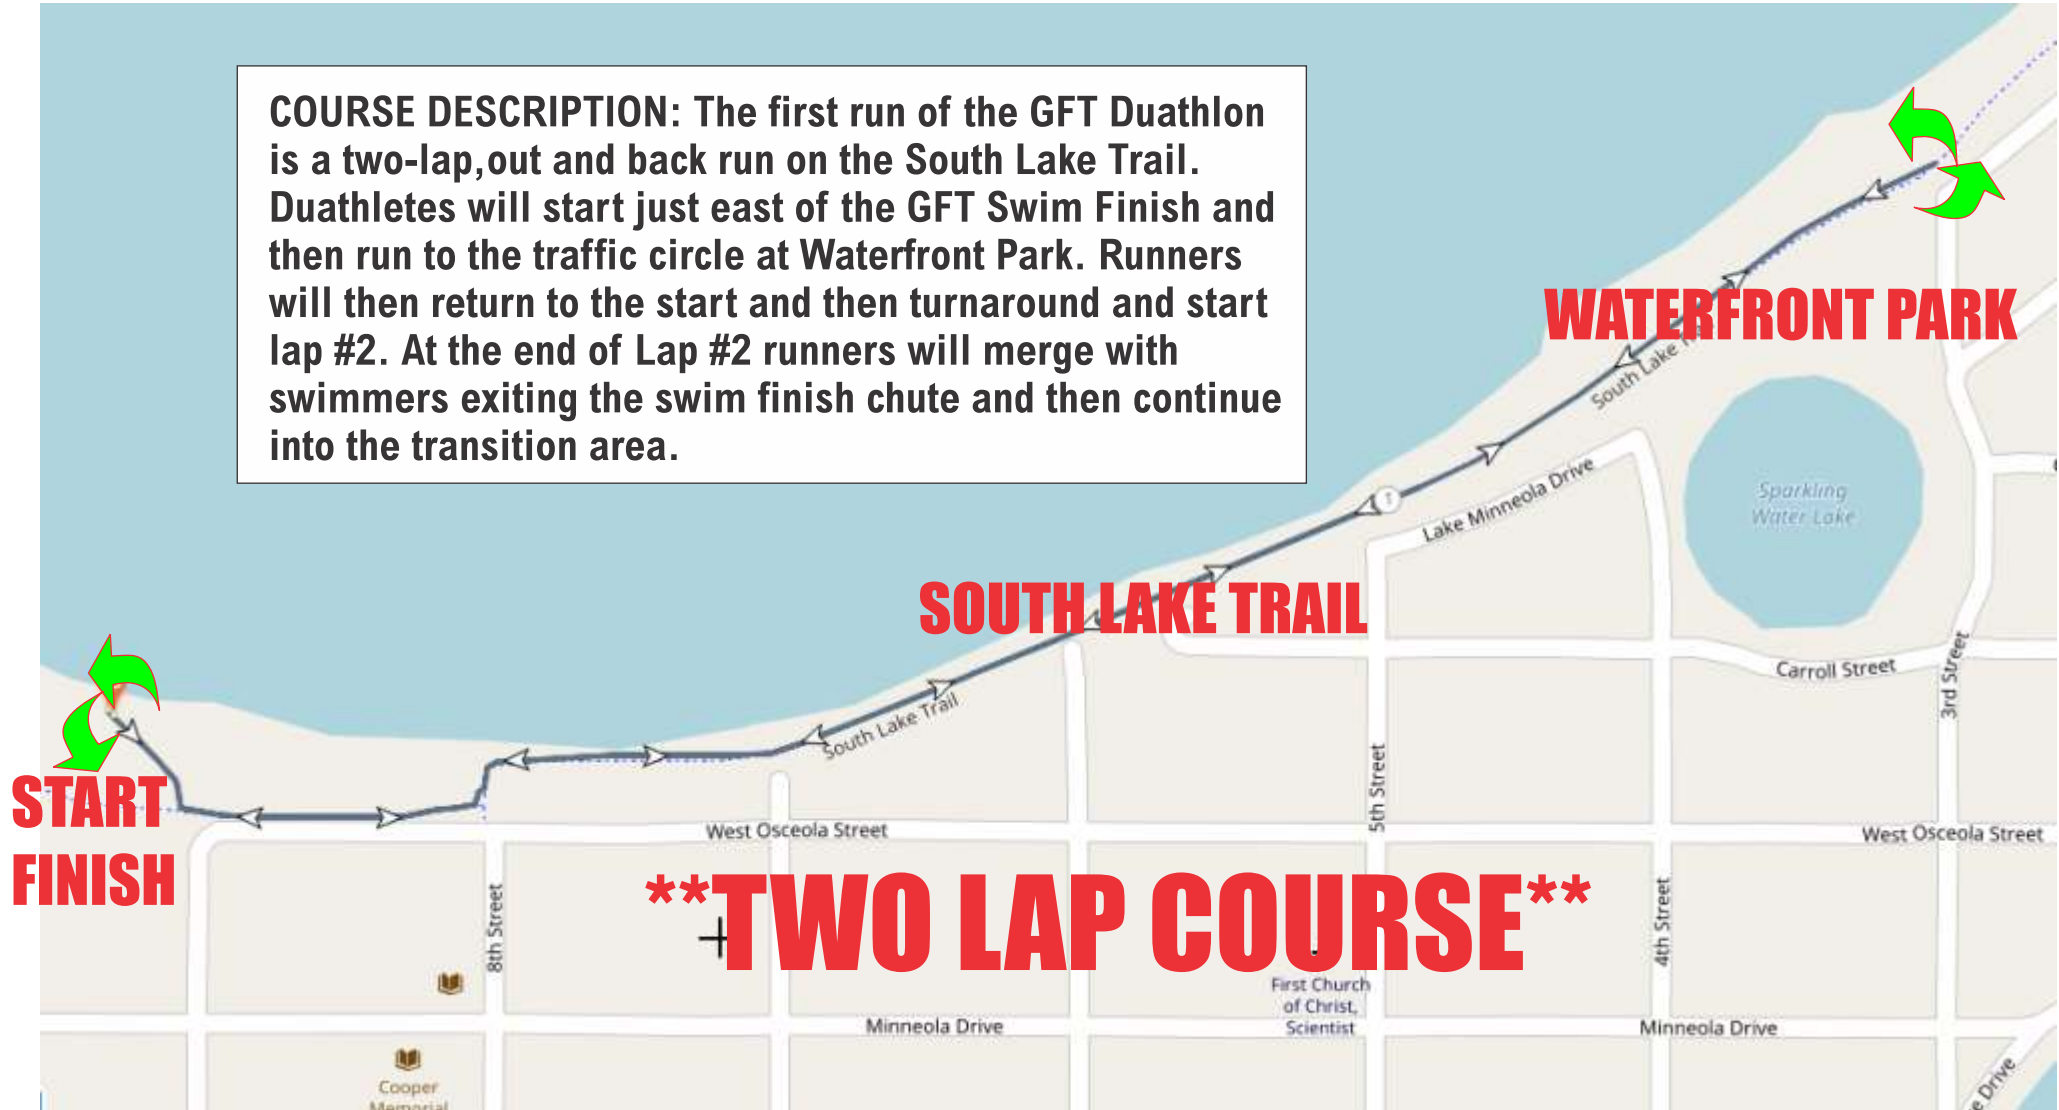 COURSE DESCRIPTION: The first run of the GFT Duathlon
is a two-lap,out and back run on the South Lake Trail.
Duathletes will start just east of the GFT Swim Finish and
then run to the traffic circle at Waterfront Park. Runners
will then return to the start and then turnaround and start
lap #2. At the end of Lap #2 runners will merge with
swimmers exiting the swim finish chute and then continue
into the transition area.
WATERFRONT PARK
South Lake
Lake Minneola Drive
Sparkling
Water Lake
SOUTH LAKE TRAIL
Carroll Street
3rd Street
South Lake Trail
START
FINISH
5th Street
West Osceola Street
West Osceola Street
**TWO LAP COURSE**
8th Street
4th Street
First Church
of Christ,
Scientist
Minneola Drive
Minneola Drive
Cooper
Memorial
Drive